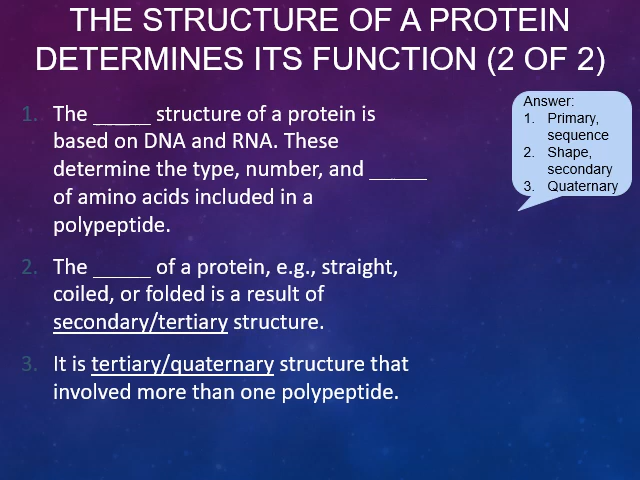 THE STRUCTURE OF A PROTEIN
DETERMINES ITS FUNCTION (2 OF 2)
1. The _____ structure of a protein is
based on DNA and RNA. These
determine the type, number, and _____
of amino acids included in a
polypeptide.
2. The _____ of a protein, e.g., straight,
coiled, or folded is a result of
secondary/tertiary structure.
3. It is tertiary/quaternary structure that
involved more than one polypeptide.
Answer:
1. Primary,
sequence
2. Shape,
secondary
3. Quaternary